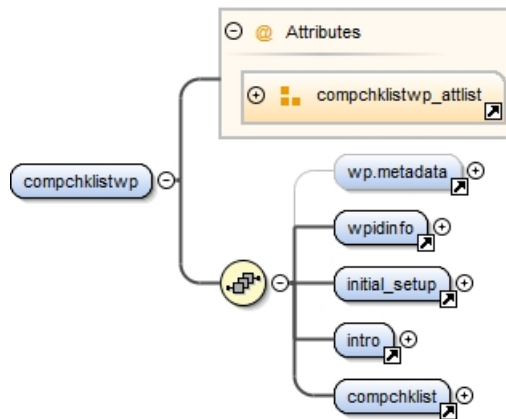 @ Attributes
compchklistwp_attlist
compchklistwp
wp.metadata
wpidinfo
initial_setup
intro
compchklist